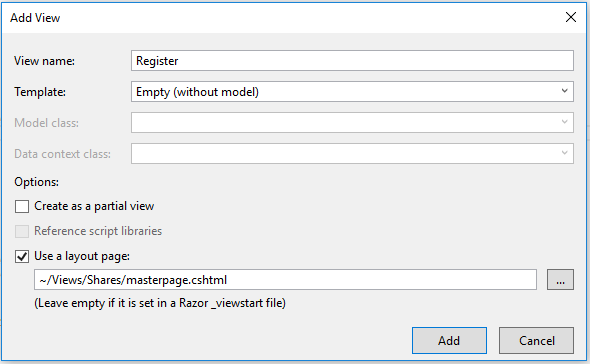 Add View
View name: Register
Template: Empty (without model)
Model class:
Data context class:
Options:
Create as a partial view
Reference script libraries
Use a layout page:
~/Views/Shares/masterpage.cshtml ...
(Leave empty if it is set in a Razor _viewstart file)
Add Cancel